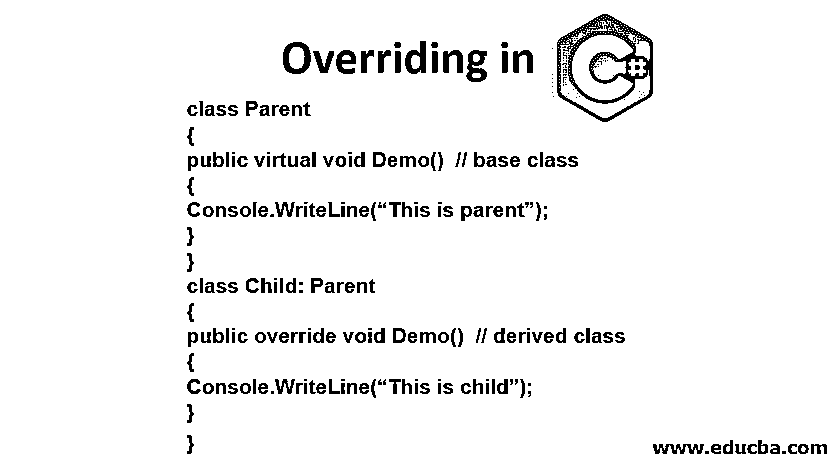 Overriding in C#
class Parent
{
public virtual void Demo()  // base class
{
Console.WriteLine(“This is parent”);
}
}
class Child: Parent
{
public override void Demo()  // derived class
{
Console.WriteLine(“This is child”);
}
}
www.educba.com